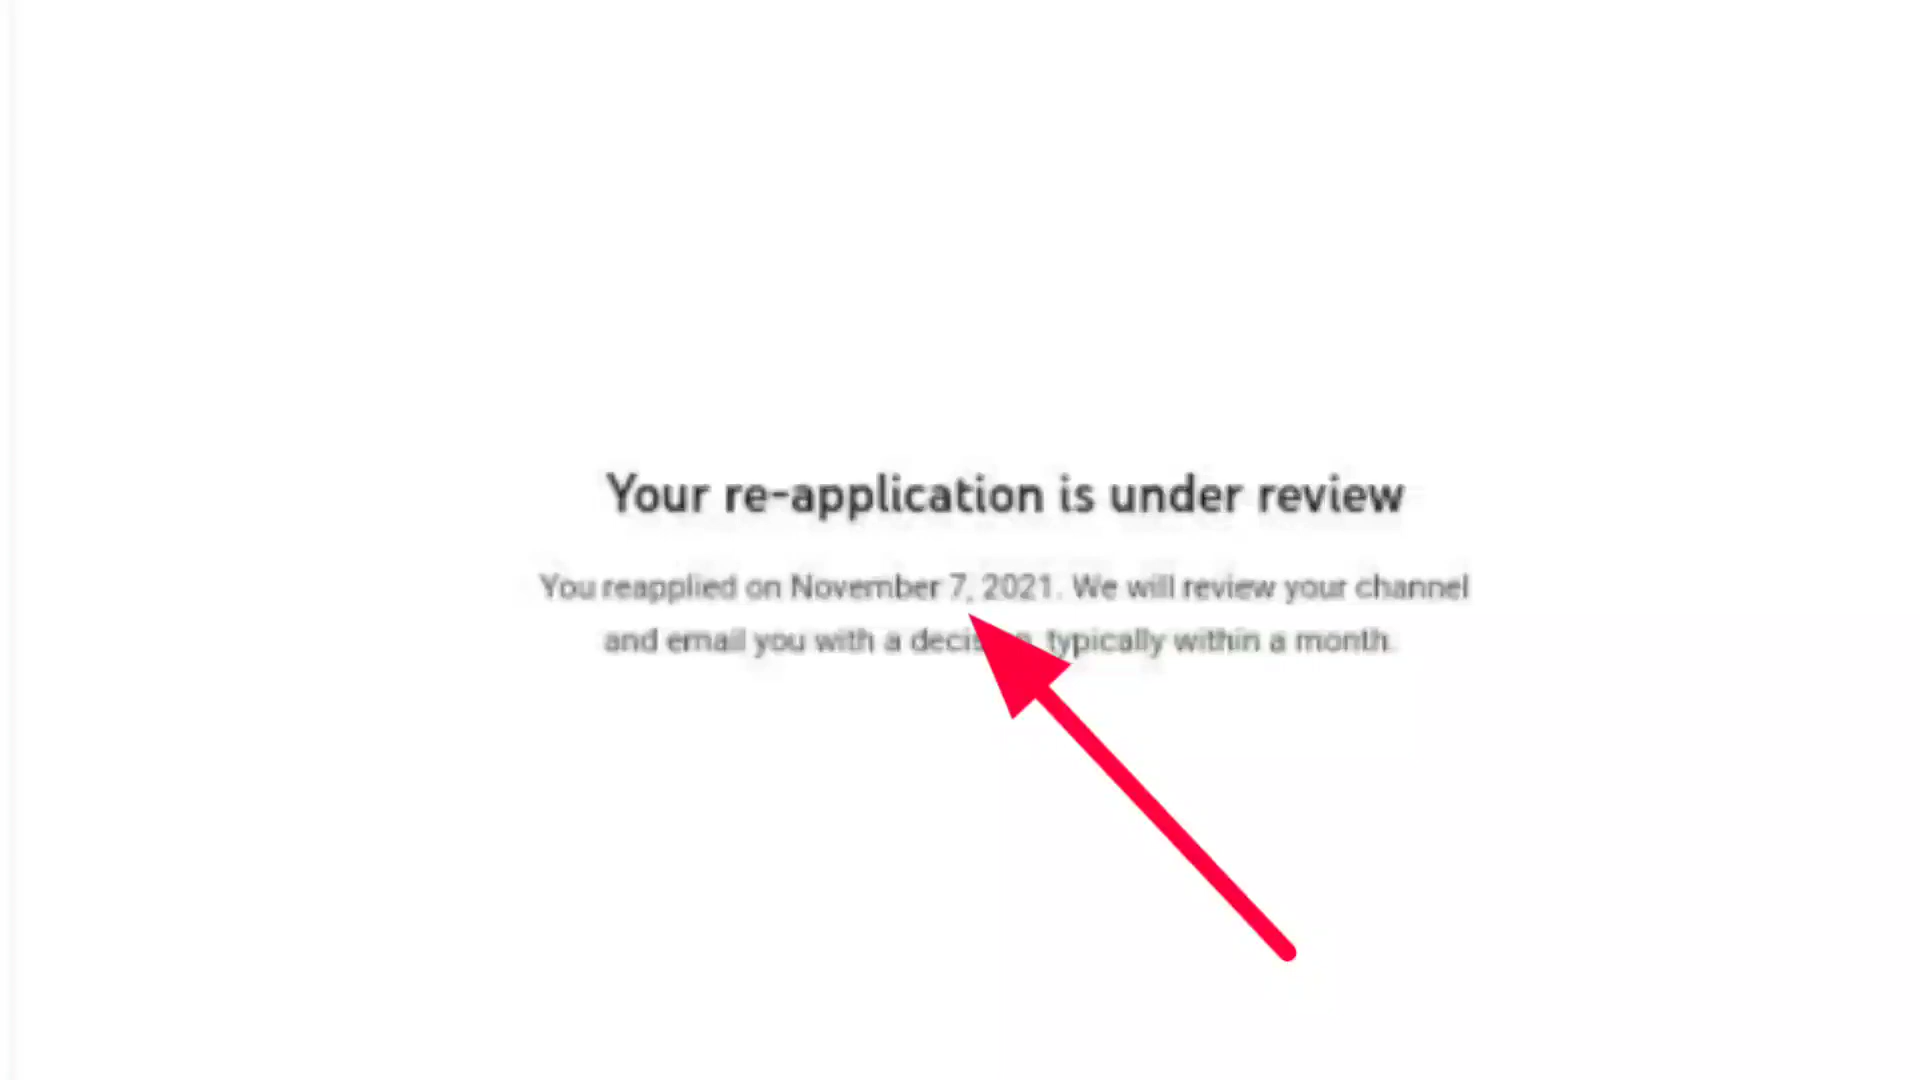 Your re-application is under review
You reapplied on November 7, 2021. We will review your channel
and email you with a typically within a month.